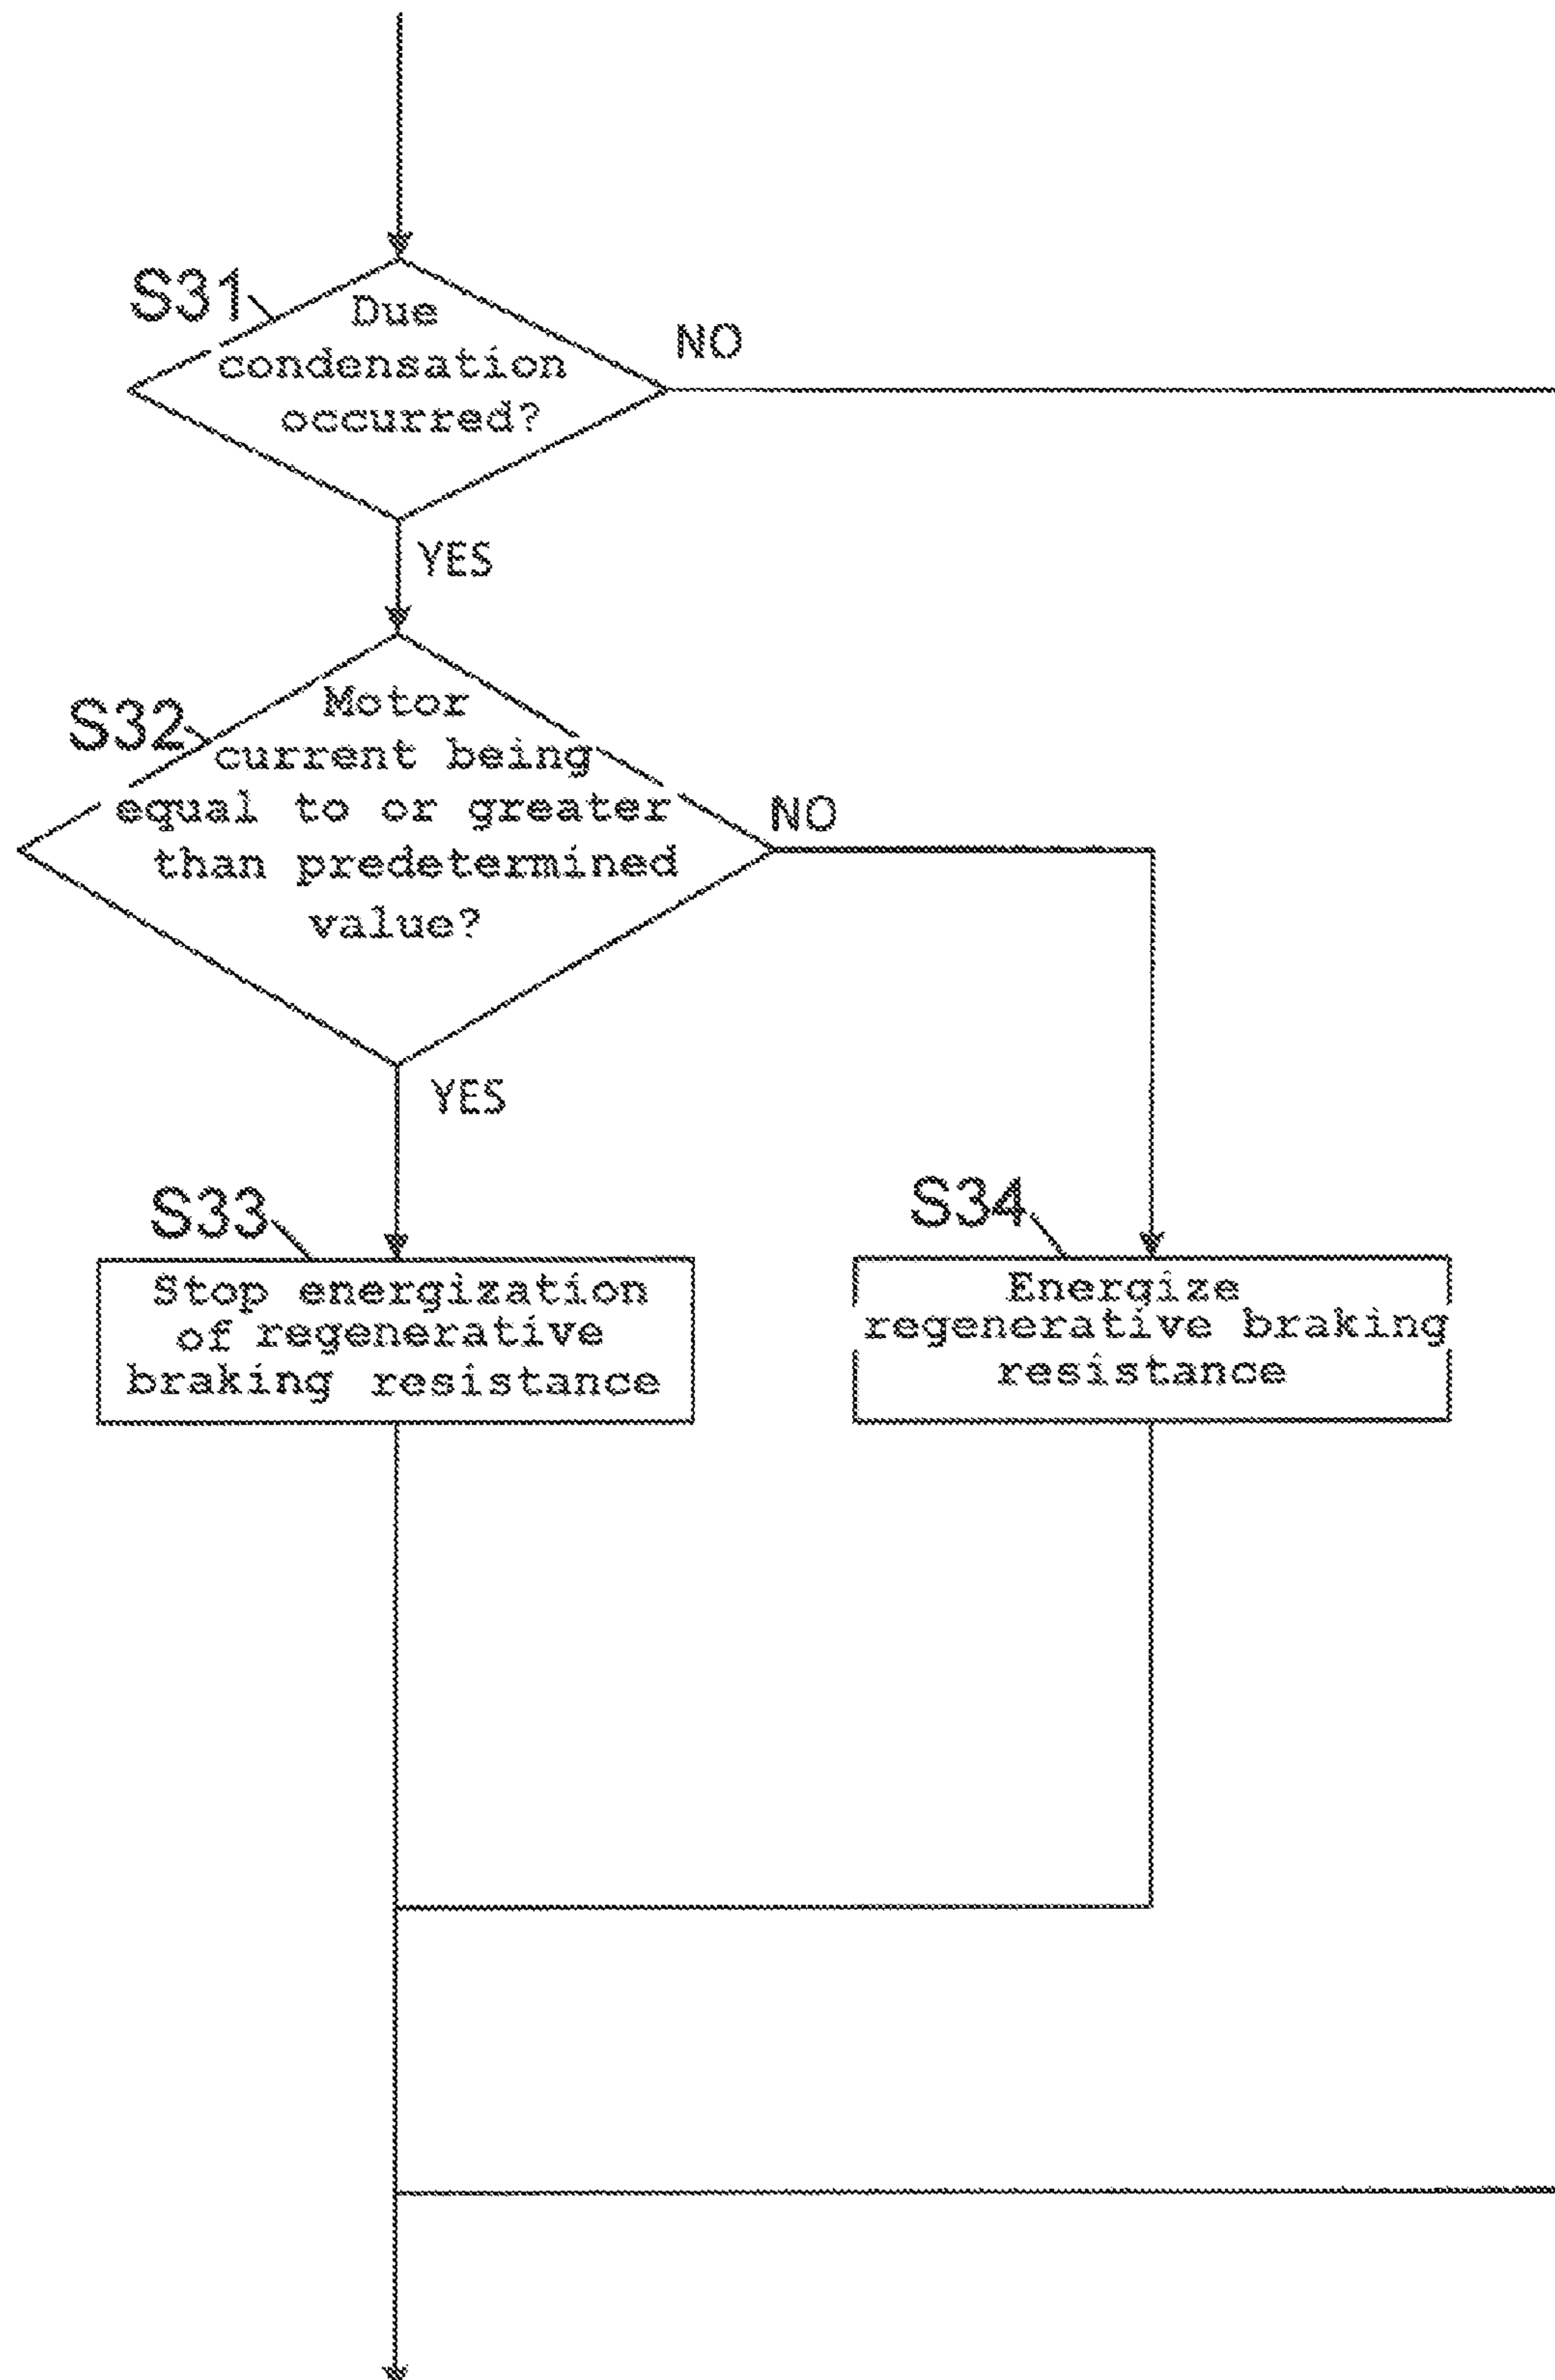 S31
Due
condensation
occurred?
NO
YES
S32
Motor
current being
equal to or greater
than predetermined
value?
NO
YES
S33
Stop energization
of regenerative
braking resistance
S34
Energize
regenerative braking
resistance